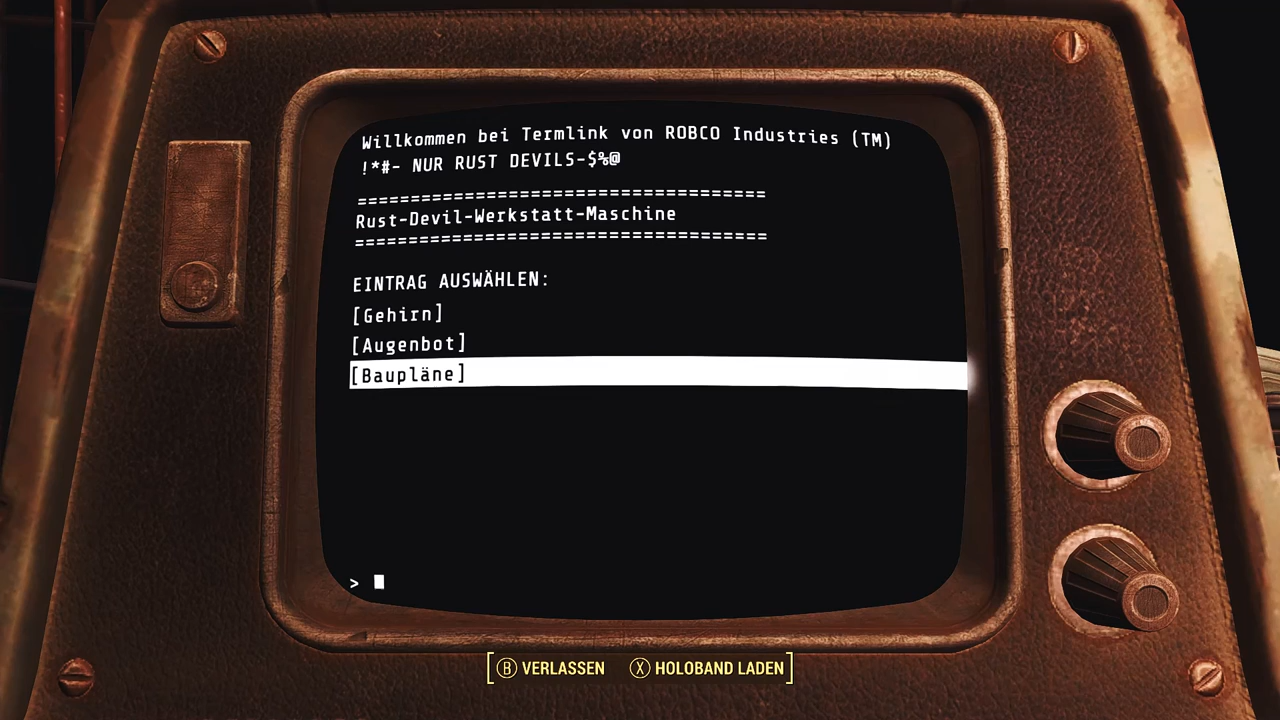 Willkommen bei Termlink von ROBCO Industries (TM)
!*#- NUR RUST DEVILS-$%@
======================================
Rust-Devil-Werkstatt-Maschine
======================================
EINTRAG AUSWÄHLEN:
[Gehirn]
[Augenbot]
[Baupläne]
>
Ⓑ VERLASSEN Ⓧ HOLOBAND LADEN